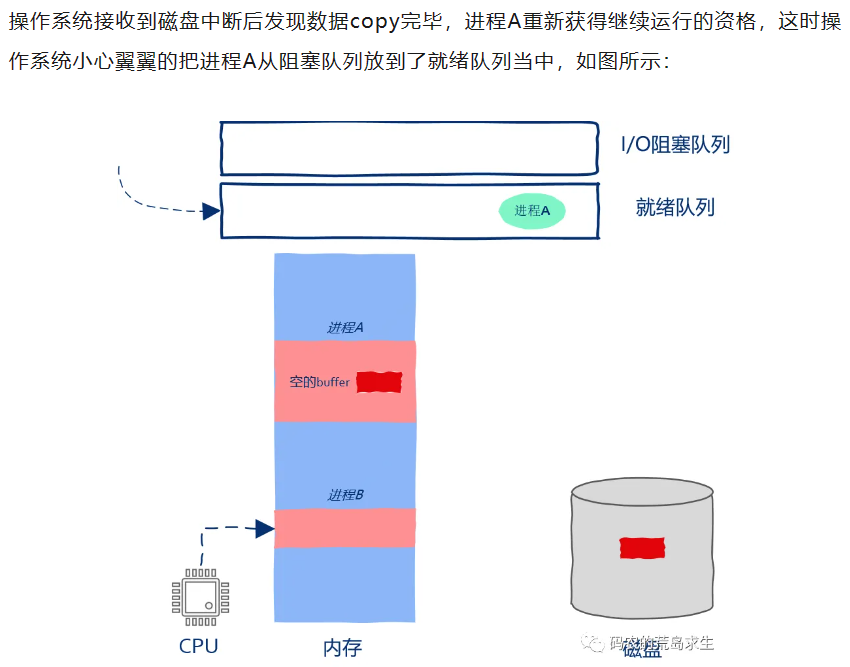 操作系统接收到磁盘中断后发现数据copy完毕，进程A重新获得继续运行的资格，这时操
作系统小心翼翼的把进程A从阻塞队列放到了就绪队列当中，如图所示：
I/O阻塞队列
进程A
就绪队列
进程A
空的buffer
进程B
CPU
内存
磁盘
码农的荒岛求生